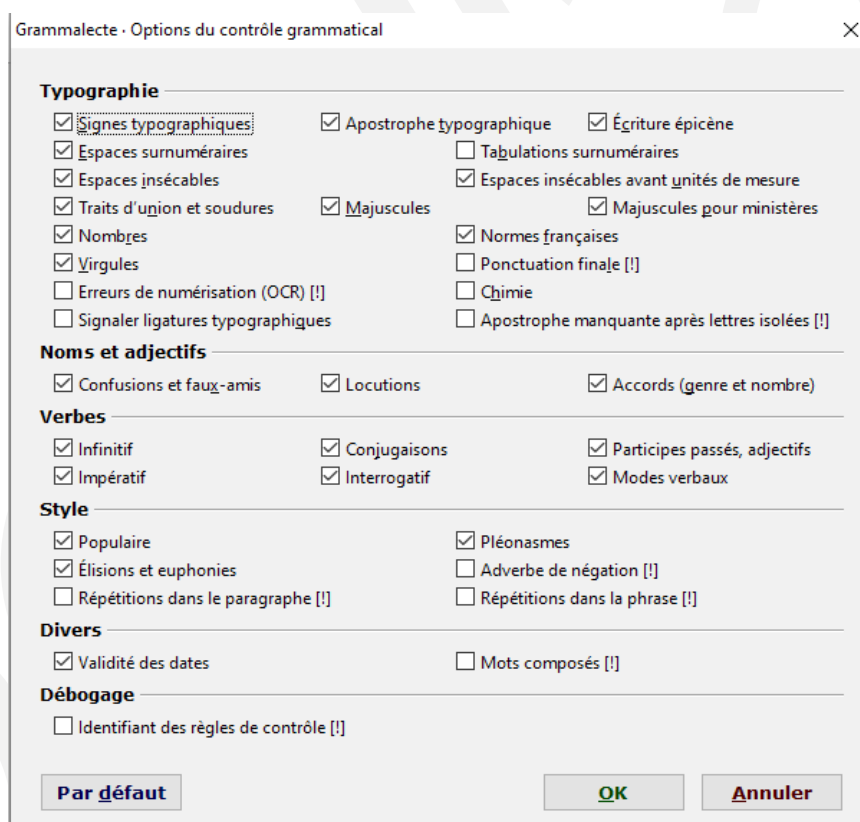 Grammalecte · Options du contrôle grammatical
Typographie
Signes typographiques Apostrophe typographique Écriture épicène
Espaces surnuméraires Tabulations surnuméraires
Espaces insécables Espaces insécables avant unités de mesure
Traits d'union et soudures Majuscules Majuscules pour ministères
Nombres Normes françaises
Virgules Ponctuation finale [!]
Erreurs de numérisation (OCR) [!] Chimie
Signaler ligatures typographiques Apostrophe manquante après lettres isolées [!]
Noms et adjectifs
Confusions et faux-amis Locutions Accords (genre et nombre)
Verbes
Infinitif Conjugaisons Participes passés, adjectifs
Impératif Interrogatif Modes verbaux
Style
Populaire Pléonasmes
Élisions et euphonies Adverbe de négation [!]
Répétitions dans le paragraphe [!] Répétitions dans la phrase [!]
Divers
Validité des dates Mots composés [!]
Débogage
Identifiant des règles de contrôle [!]
Par défaut OK Annuler